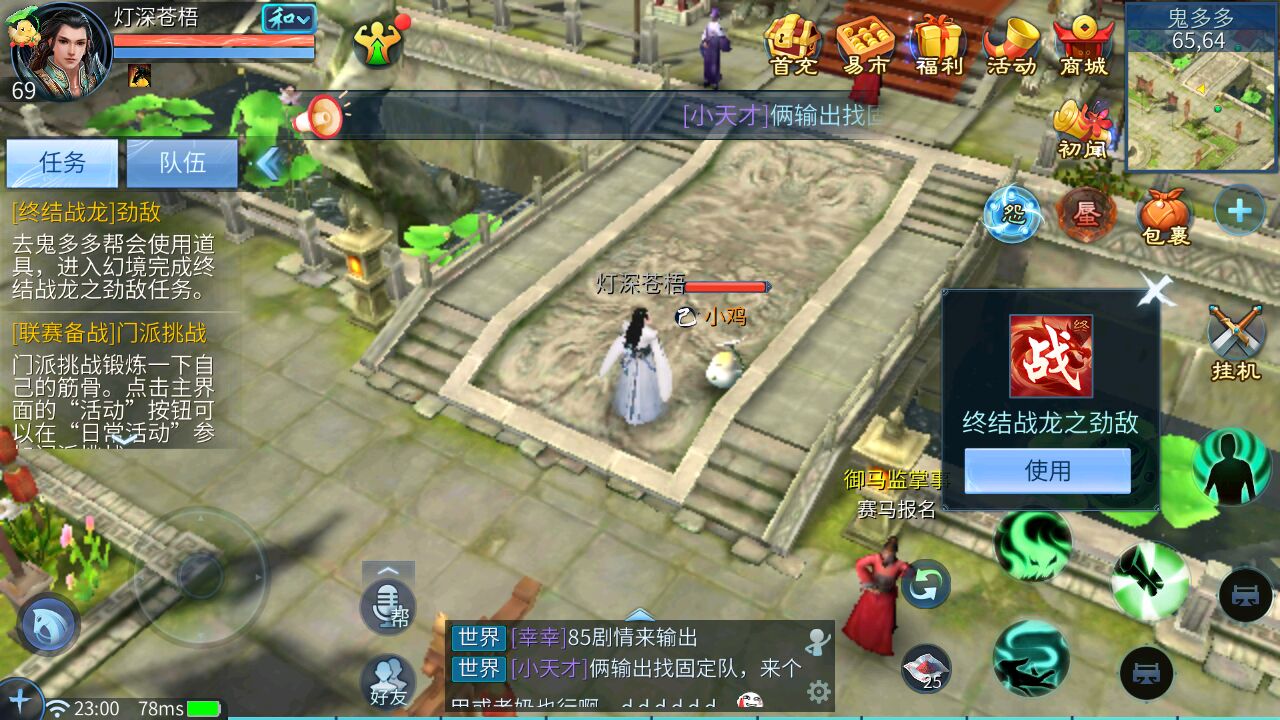 灯深苍梧
和
69
首充
易市
福利
活动
商城
鬼多多
65,64
初闻
[小天才]俩输出找固
任务
队伍
怨
蜃
包裹
[终结战龙]劲敌
去鬼多多帮会使用道
具，进入幻境完成终
结战龙之劲敌任务。
[联赛备战]门派挑战
门派挑战锻炼一下自
己的筋骨。点击主界
面的“活动”按钮可
以在“日常活动”参
灯深苍梧
小鸡
战
终
终结战龙之劲敌
使用
挂机
御马监掌事
赛马报名
帮
好友
世界 [幸幸]85剧情来输出
世界 [小天才]俩输出找固定队，来个
25
23:00
78ms